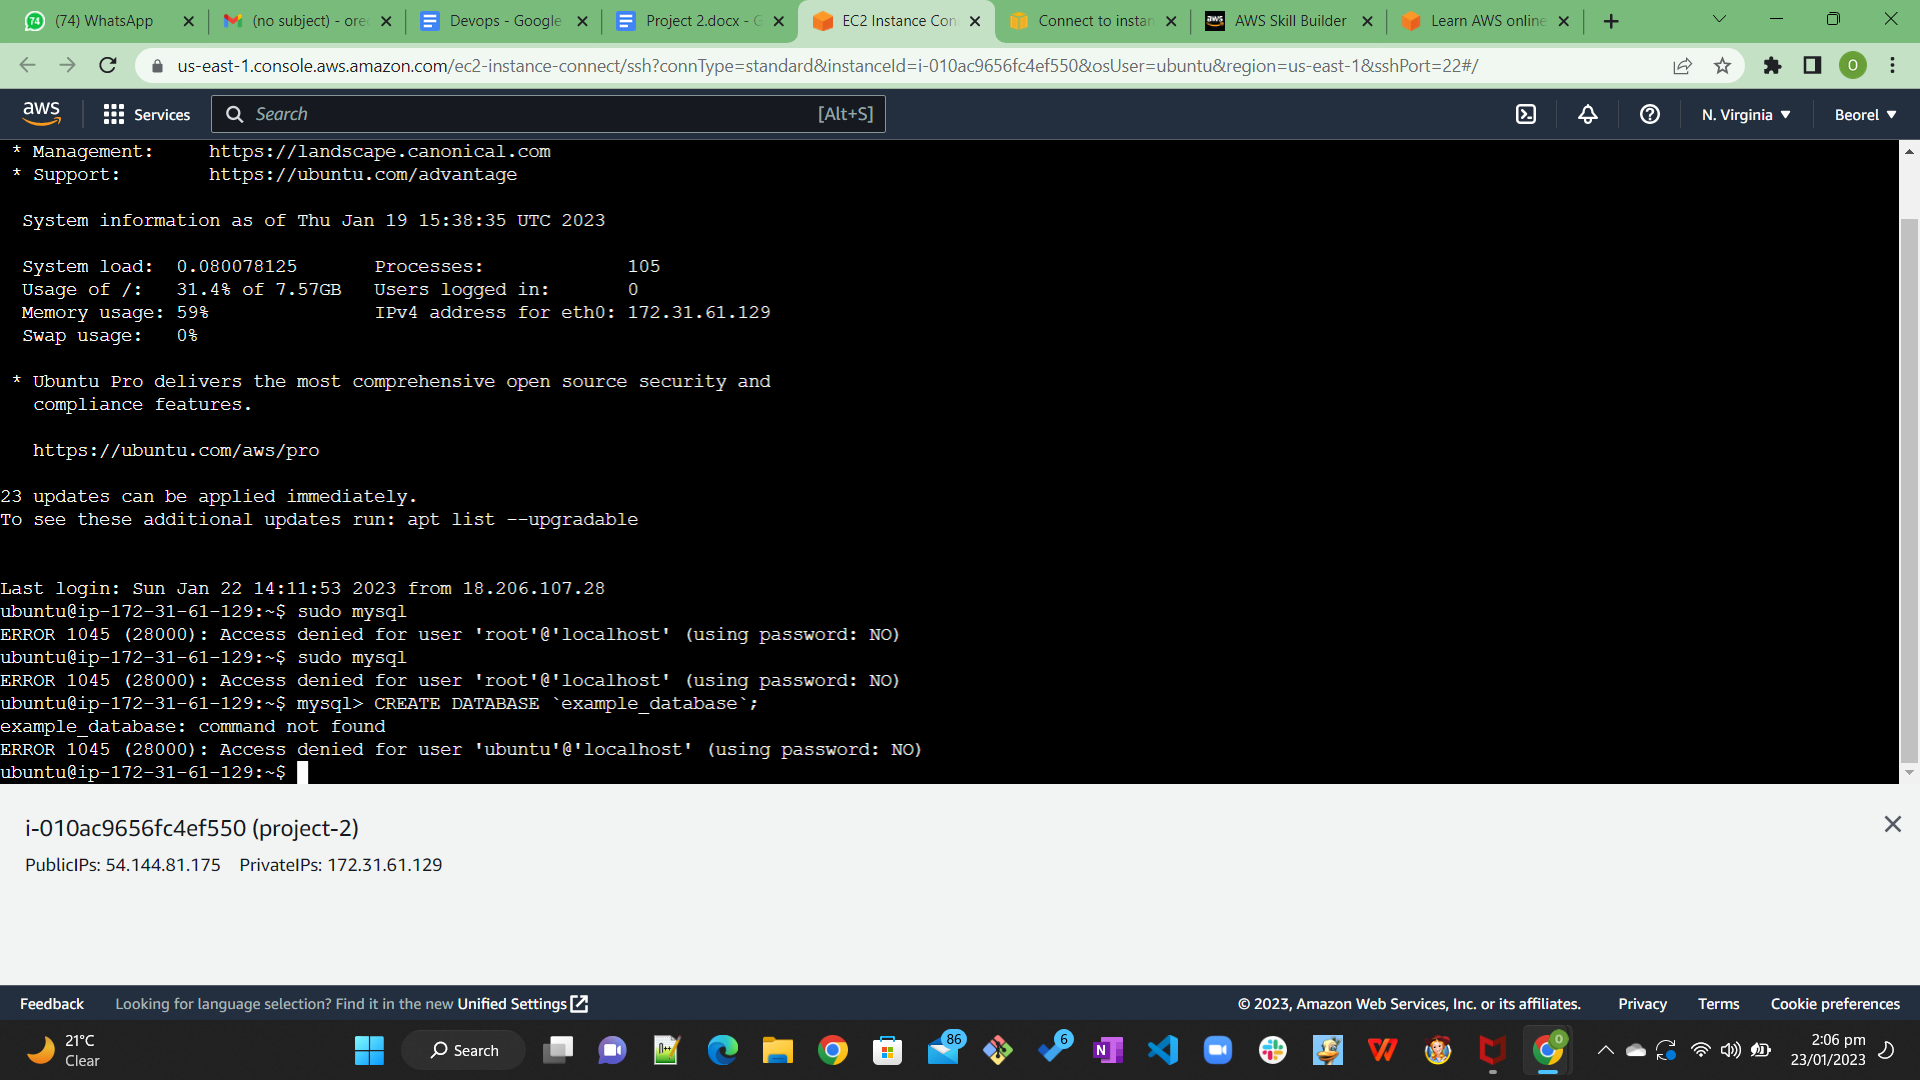 (74) WhatsApp
(no subject) - ore
Devops - Google
Project 2.docx - G
EC2 Instance Con
Connect to instan
AWS Skill Builder
Learn AWS online
us-east-1.console.aws.amazon.com/ec2-instance-connect/ssh?connType=standard&instanceId=i-010ac9656fc4ef550&osUser=ubuntu&region=us-east-1&sshPort=22#/
O
aws
Services
Search
[Alt+S]
N. Virginia
Beorel
* Management: https://landscape.canonical.com
* Support: https://ubuntu.com/advantage
System information as of Thu Jan 19 15:38:35 UTC 2023
System load: 0.080078125 Processes: 105
Usage of /: 31.4% of 7.57GB Users logged in: 0
Memory usage: 59% IPv4 address for eth0: 172.31.61.129
Swap usage: 0%
* Ubuntu Pro delivers the most comprehensive open source security and
compliance features.
https://ubuntu.com/aws/pro
23 updates can be applied immediately.
To see these additional updates run: apt list --upgradable
Last login: Sun Jan 22 14:11:53 2023 from 18.206.107.28
ubuntu@ip-172-31-61-129:~$ sudo mysql
ERROR 1045 (28000): Access denied for user 'root'@'localhost' (using password: NO)
ubuntu@ip-172-31-61-129:~$ sudo mysql
ERROR 1045 (28000): Access denied for user 'root'@'localhost' (using password: NO)
ubuntu@ip-172-31-61-129:~$ mysql> CREATE DATABASE `example_database`;
example_database: command not found
ERROR 1045 (28000): Access denied for user 'ubuntu'@'localhost' (using password: NO)
ubuntu@ip-172-31-61-129:~$
i-010ac9656fc4ef550 (project-2)
PublicIPs: 54.144.81.175 PrivateIPs: 172.31.61.129
Feedback
Looking for language selection? Find it in the new Unified Settings
© 2023, Amazon Web Services, Inc. or its affiliates.
Privacy
Terms
Cookie preferences
21°C
Clear
Search
86
6
2:06 pm
23/01/2023